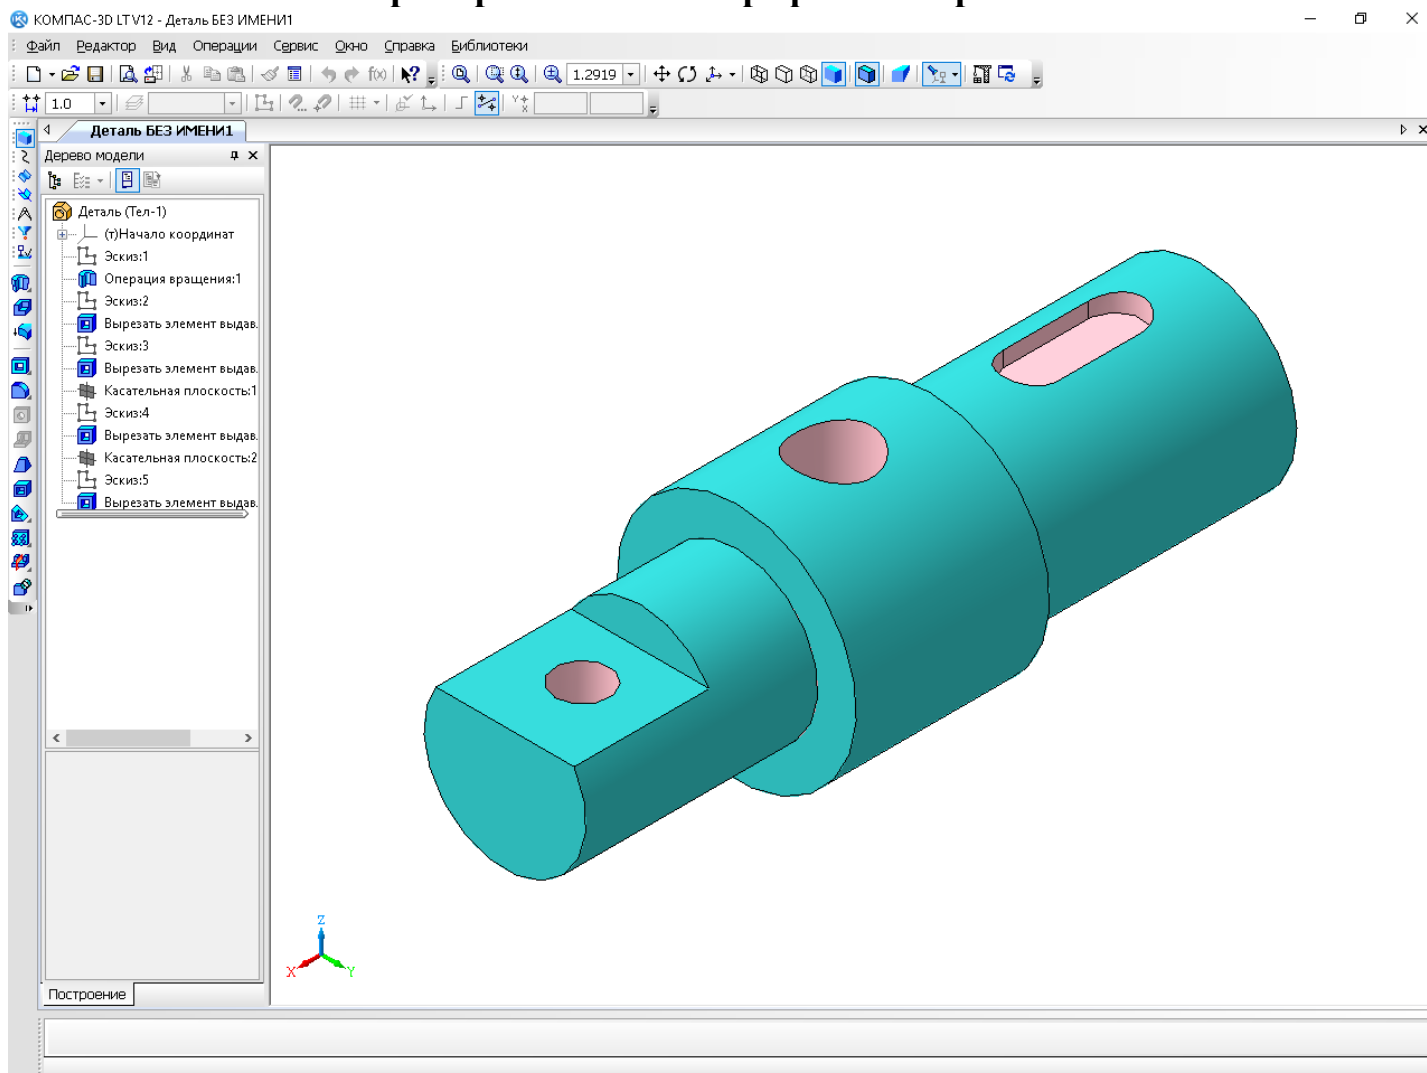 КОМПАС-3D LT V12 - Деталь БЕЗ ИМЕНИ1
Файл Редактор Вид Операции Сервис Окно Справка Библиотеки
1.2919
1.0
Деталь БЕЗ ИМЕНИ1
Дерево модели
Деталь (Тел-1)
(т)Начало координат
Эскиз:1
Операция вращения:1
Эскиз:2
Вырезать элемент выдав.
Эскиз:3
Вырезать элемент выдав.
Касательная плоскость:1
Эскиз:4
Вырезать элемент выдав.
Касательная плоскость:2
Эскиз:5
Вырезать элемент выдав.
Z
X
Y
Построение